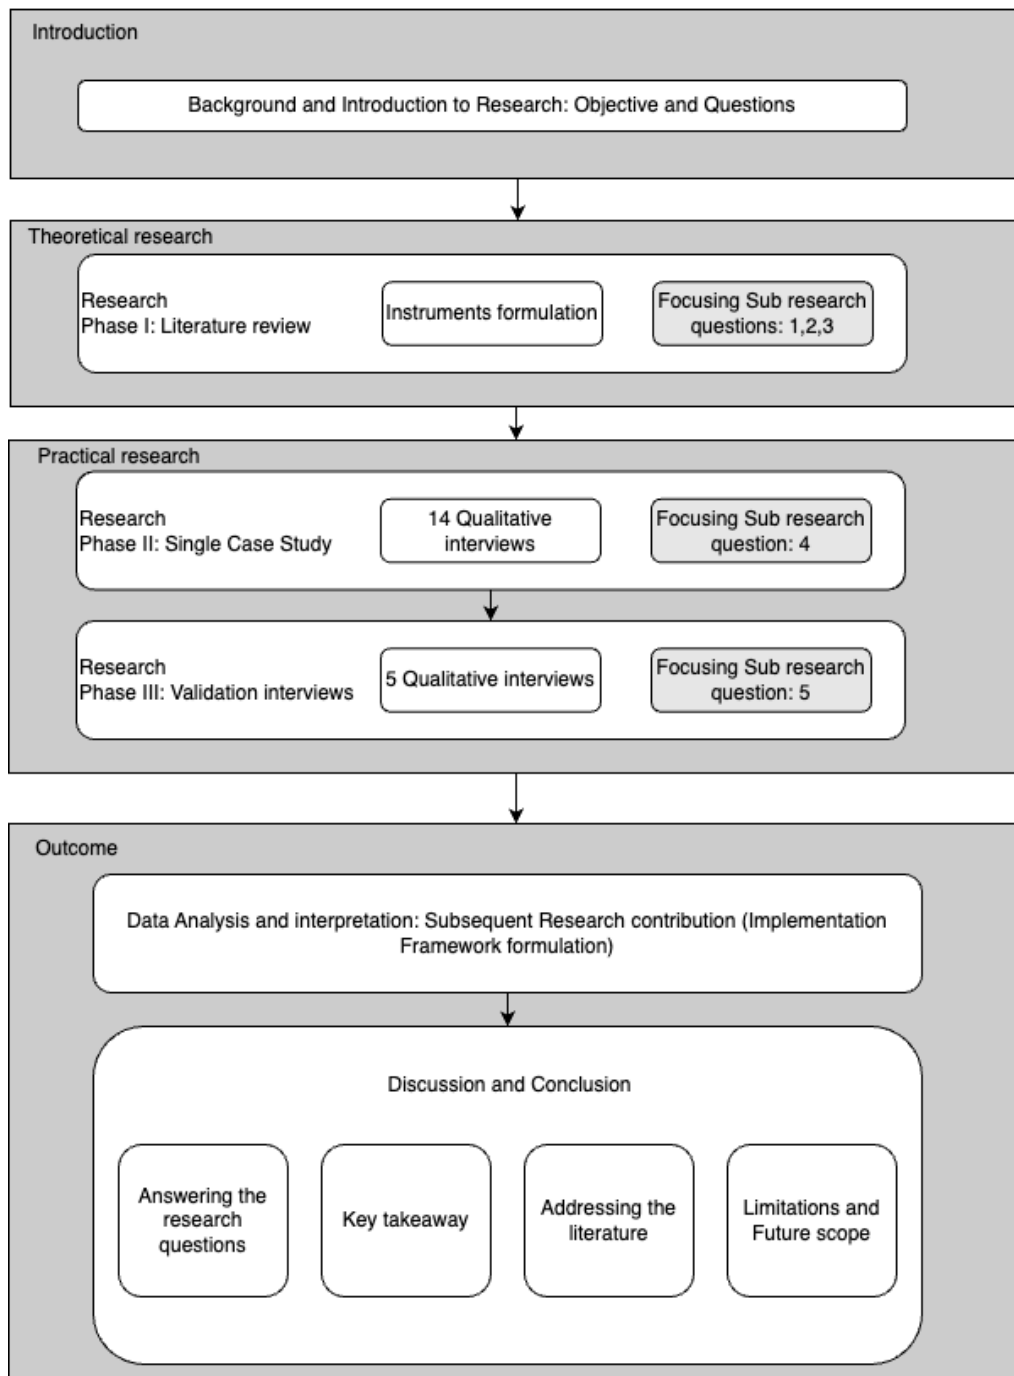 Introduction
Background and Introduction to Research: Objective and Questions
Theoretical research
Research
Phase I: Literature review
Instruments formulation
Focusing Sub research
questions: 1,2,3
Practical research
Research
Phase II: Single Case Study
14 Qualitative
interviews
Focusing Sub research
question: 4
Research
Phase III: Validation interviews
5 Qualitative interviews
Focusing Sub research
question: 5
Outcome
Data Analysis and interpretation: Subsequent Research contribution (Implementation
Framework formulation)
Discussion and Conclusion
Answering the
research
questions
Key takeaway
Addressing the
literature
Limitations and
Future scope